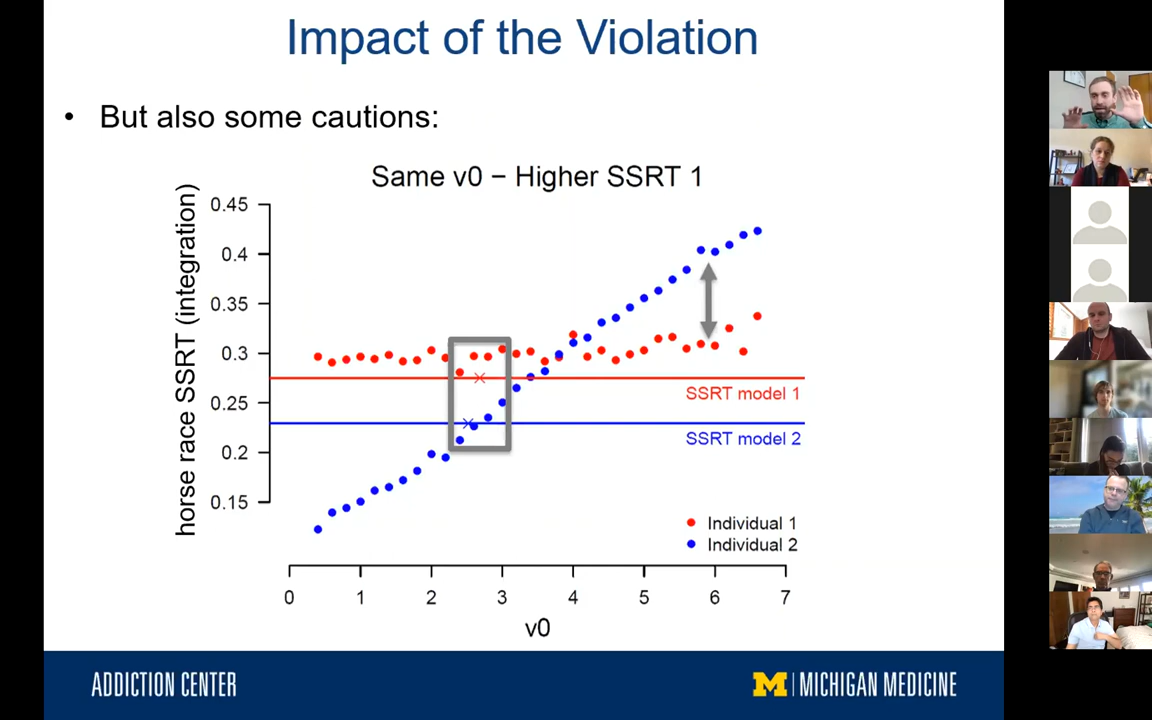 Impact of the Violation
• But also some cautions:
Same v0 − Higher SSRT 1
horse race SSRT (integration)
0.45
0.4
0.35
0.3
0.25
0.2
0.15
SSRT model 1
SSRT model 2
Individual 1
Individual 2
0 1 2 3 4 5 6 7
v0
ADDICTION CENTER
M | MICHIGAN MEDICINE